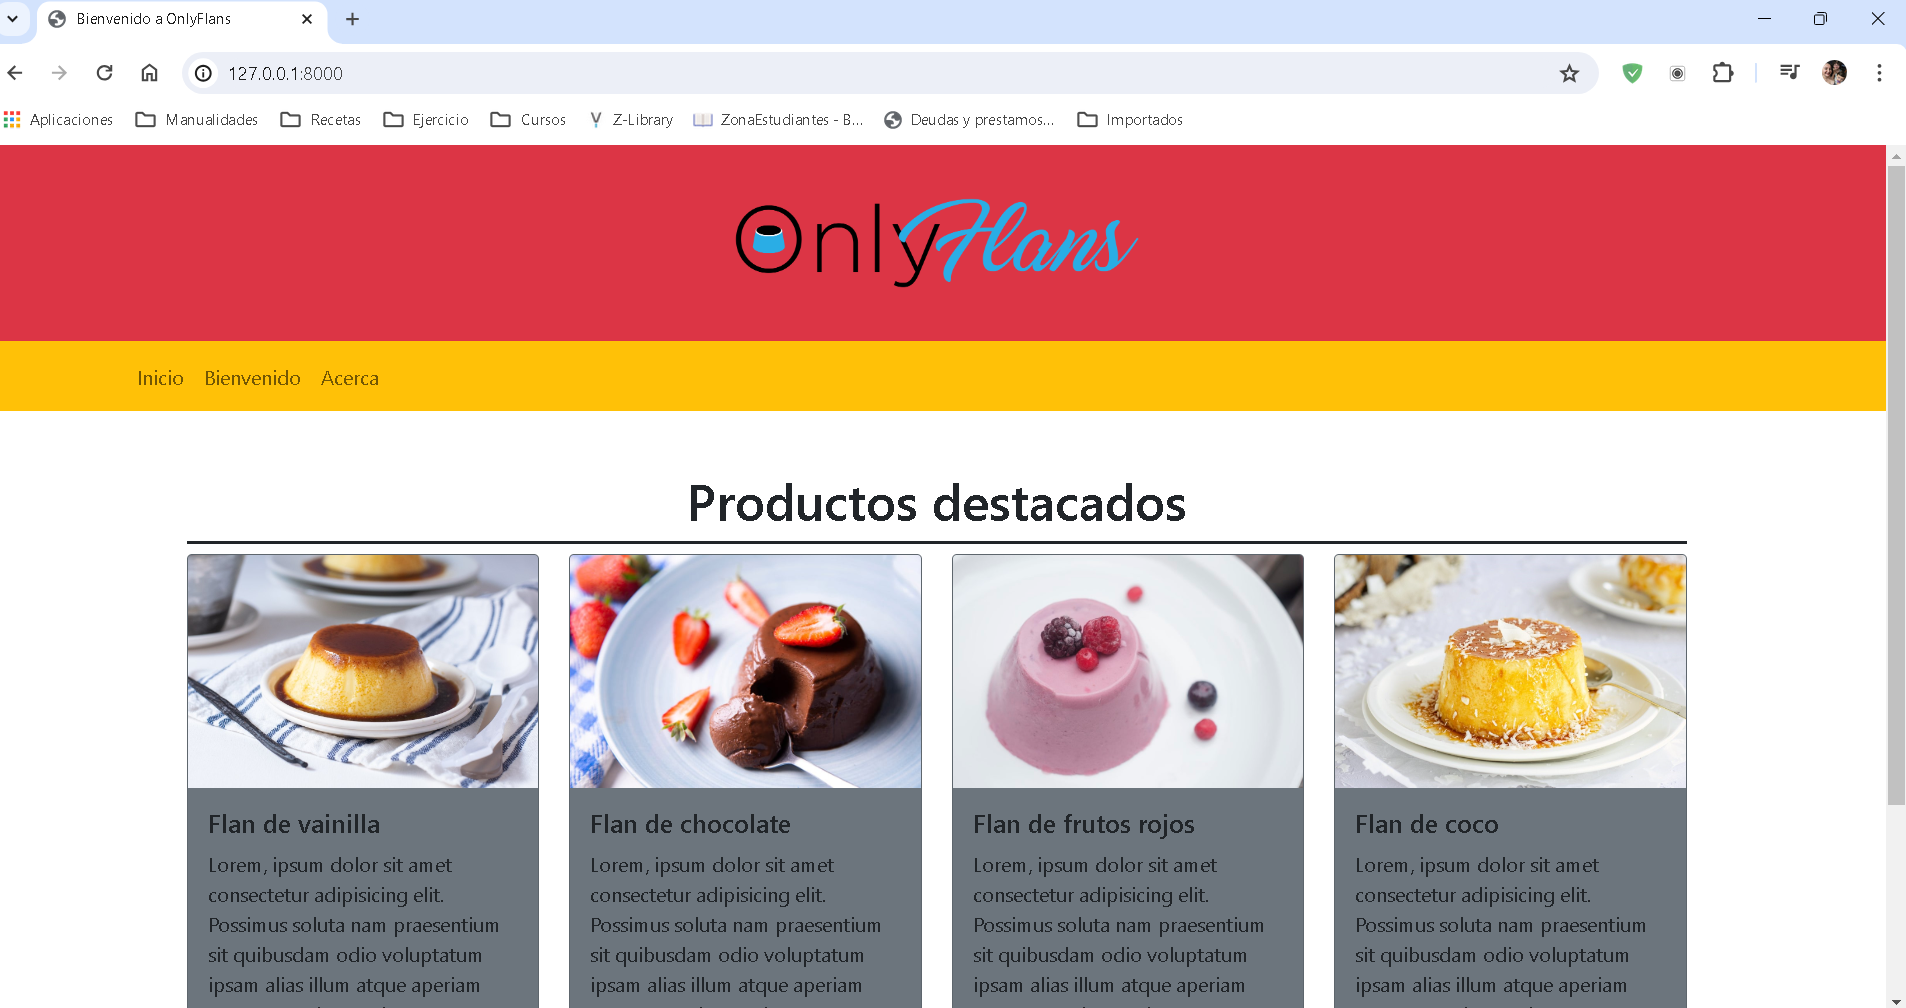 Bienvenido a OnlyFlans
127.0.0.1:8000
Aplicaciones Manualidades Recetas Ejercicio Cursos Z-Library ZonaEstudiantes - B... Deudas y prestamos... Importados
OnlyFlans
Inicio Bienvenido Acerca
Productos destacados
Flan de vainilla
Lorem, ipsum dolor sit amet
consectetur adipisicing elit.
Possimus soluta nam praesentium
sit quibusdam odio voluptatum
ipsam alias illum atque aperiam
Flan de chocolate
Lorem, ipsum dolor sit amet
consectetur adipisicing elit.
Possimus soluta nam praesentium
sit quibusdam odio voluptatum
ipsam alias illum atque aperiam
Flan de frutos rojos
Lorem, ipsum dolor sit amet
consectetur adipisicing elit.
Possimus soluta nam praesentium
sit quibusdam odio voluptatum
ipsam alias illum atque aperiam
Flan de coco
Lorem, ipsum dolor sit amet
consectetur adipisicing elit.
Possimus soluta nam praesentium
sit quibusdam odio voluptatum
ipsam alias illum atque aperiam